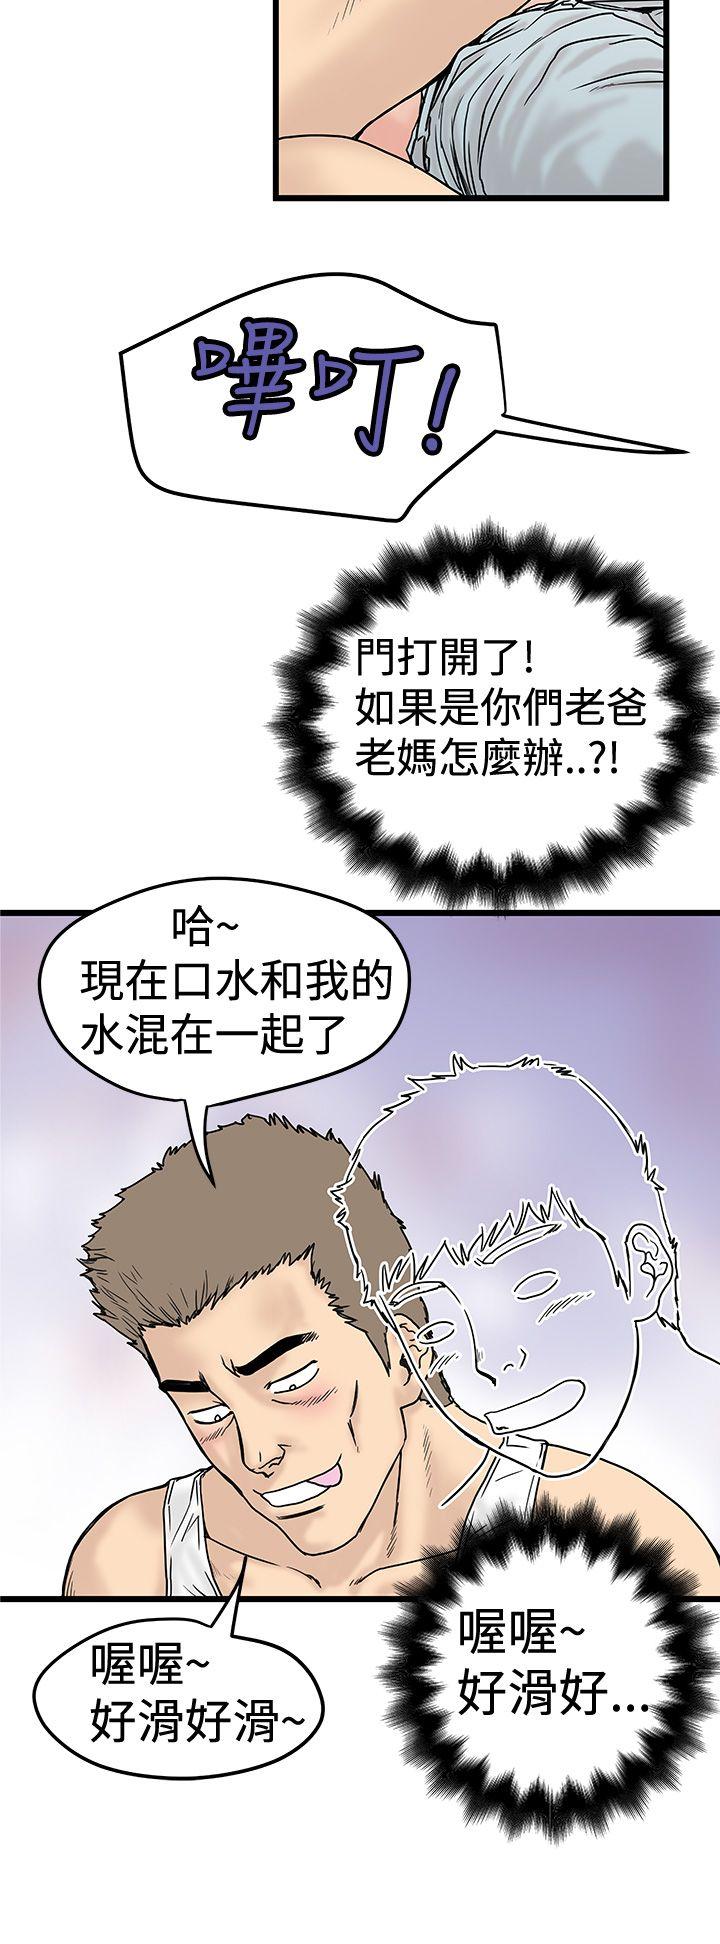 嗶叮!
門打開了!
如果是你們老爸
老媽怎麼辦..?!
哈~
現在口水和我的
水混在一起了
喔喔~
好滑好...
喔喔~
好滑好滑~